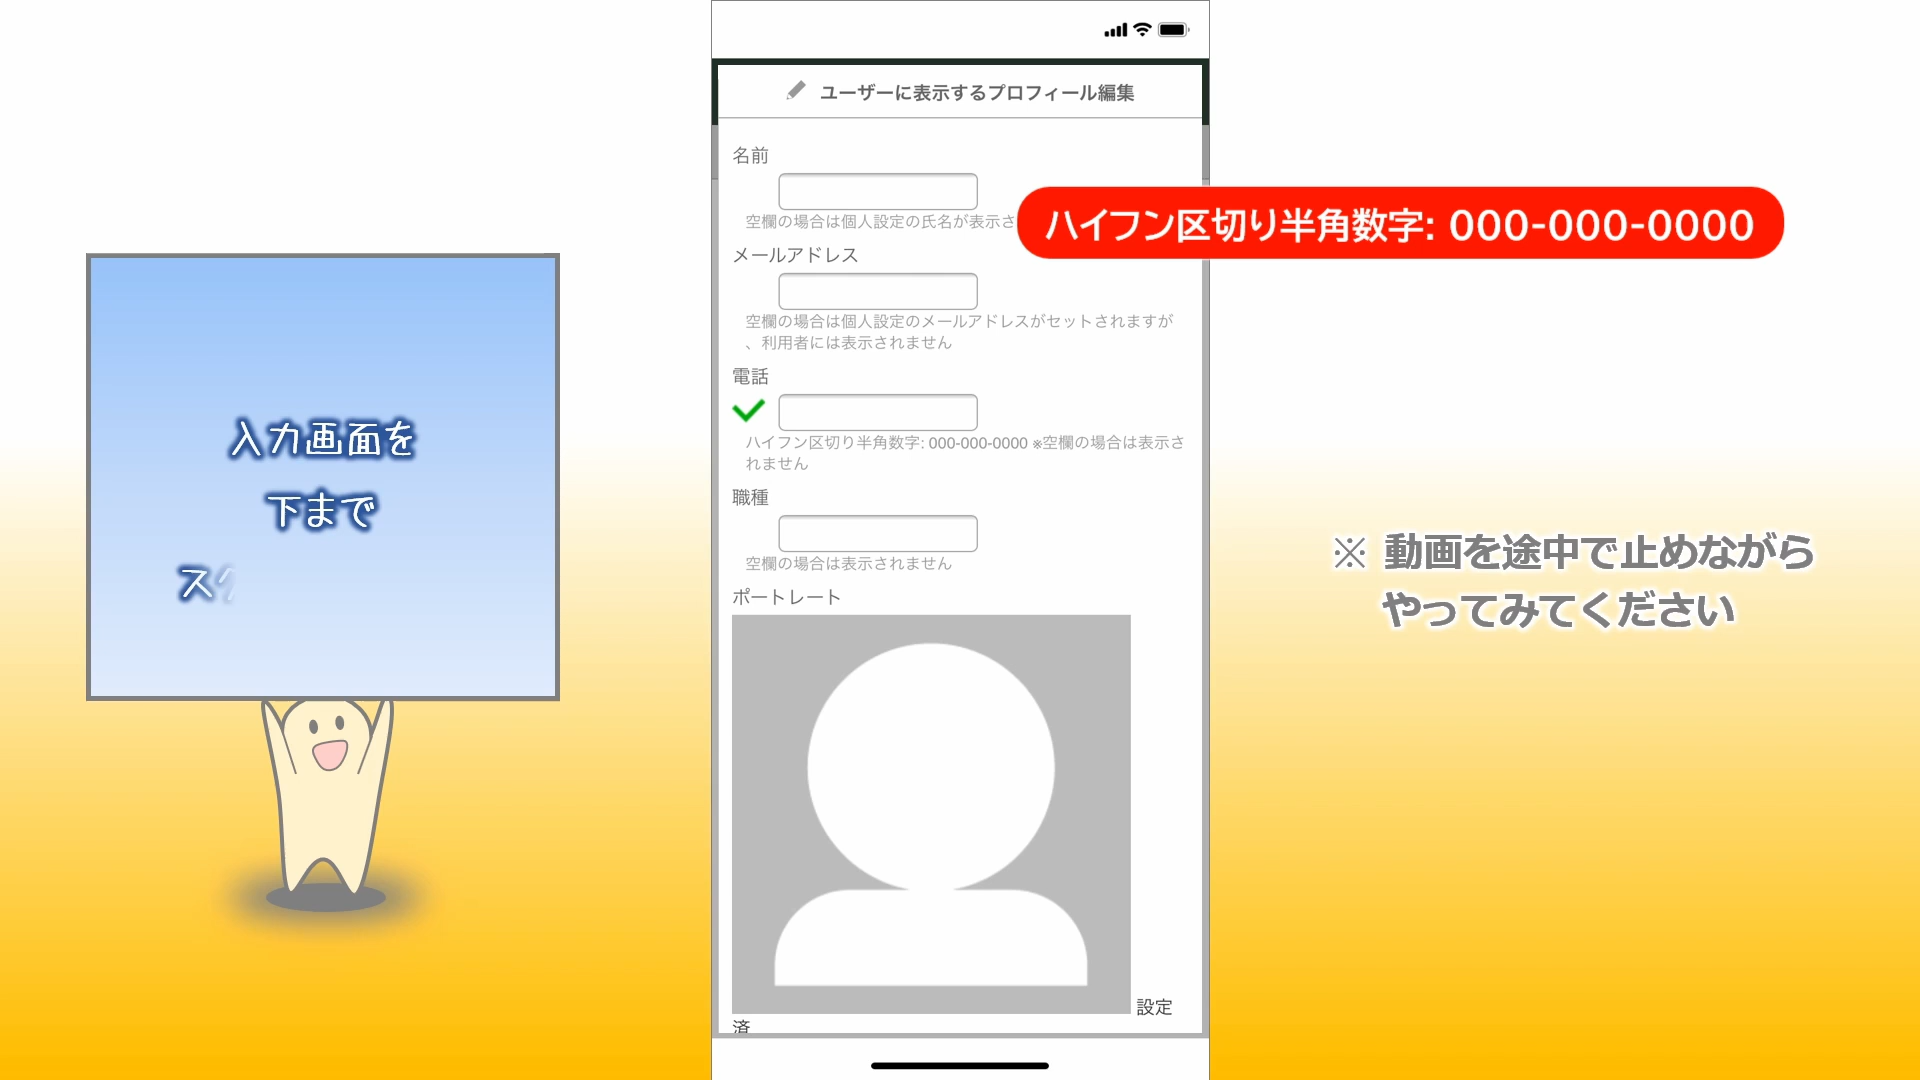 ユーザーに表示するプロフィール編集
名前
空欄の場合は個人設定の氏名が表示さ
ハイフン区切り半角数字: 000-000-0000
メールアドレス
空欄の場合は個人設定のメールアドレスがセットされますが
、利用者には表示されません
電話
ハイフン区切り半角数字: 000-000-0000 ※空欄の場合は表示さ
れません
職種
空欄の場合は表示されません
ポートレート
設定
済
入力画面を
下まで
スク
※ 動画を途中で止めながら
やってみてください